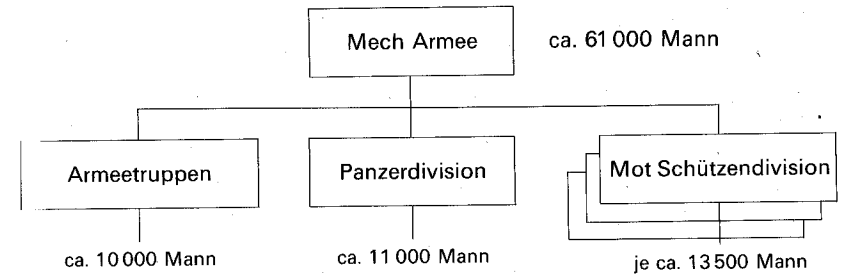 Mech Armee
ca. 61 000 Mann
Armeetruppen
Panzerdivision
Mot Schützendivision
ca. 10 000 Mann
ca. 11 000 Mann
je ca. 13 500 Mann